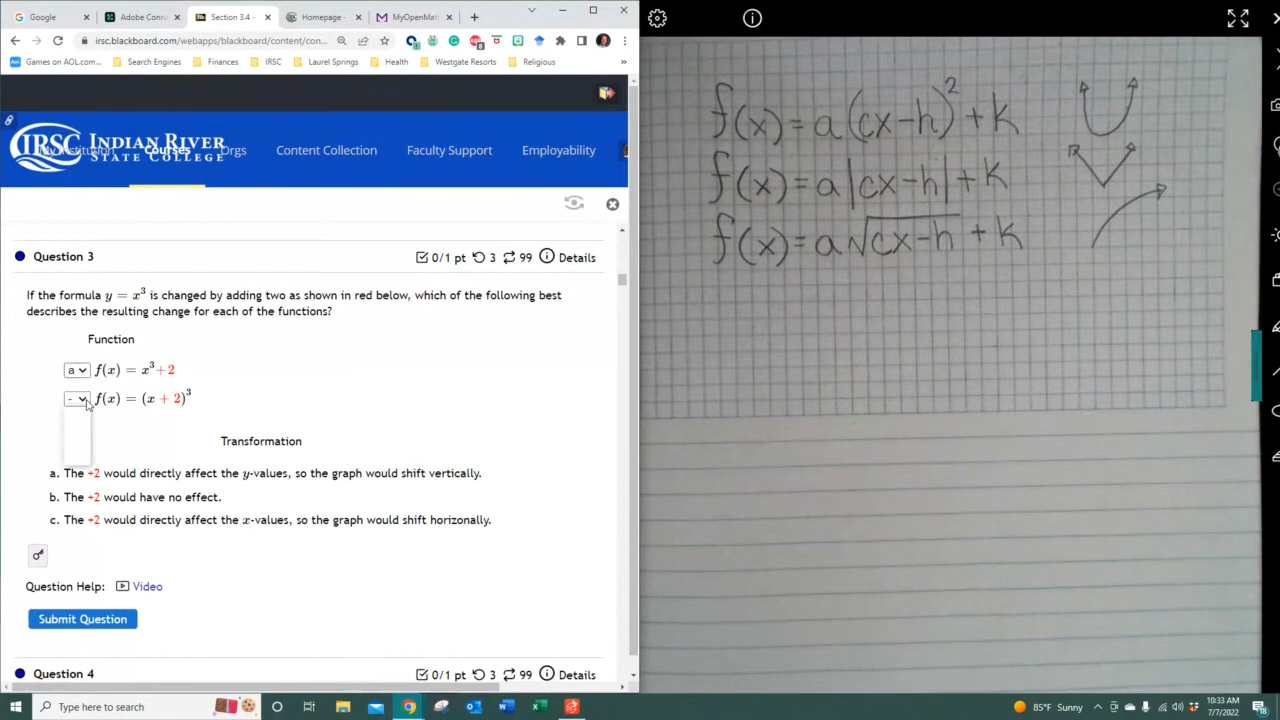 Google
Adobe Conne
Section 3.4 -
Homepage -
MyOpenMat
irsc.blackboard.com/webapps/blackboard/content/con...
Games on AOL.com...
Search Engines
Finances
IRSC
Laurel Springs
Health
Westgate Resorts
Religious
IRSC INDIAN RIVER
STATE COLLEGE
My Institution
Courses
Orgs
Content Collection
Faculty Support
Employability
Question 3
0/1 pt 3 99 Details
If the formula y = x³ is changed by adding two as shown in red below, which of the following best
describes the resulting change for each of the functions?
Function
a f(x) = x³+2
- f(x) = (x + 2)³
Transformation
a. The +2 would directly affect the y-values, so the graph would shift vertically.
b. The +2 would have no effect.
c. The +2 would directly affect the x-values, so the graph would shift horizonally.
Question Help: Video
Submit Question
Question 4
0/1 pt 3 99 Details
f(x) = a(cx-h)² + k
f(x) = a|cx-h| + k
f(x) = a√cx-h + k
Type here to search
85°F Sunny
10:33 AM
7/7/2022